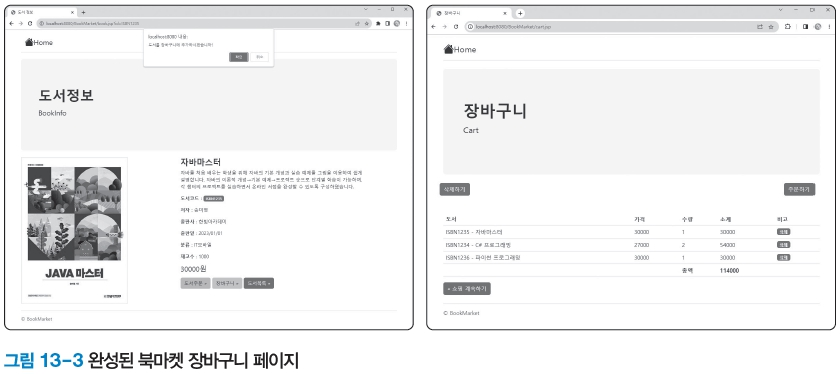 도서 정보
localhost:8080/BookMarket/book.jsp?id=ISBN1235
Home
localhost:8080 내용:
도서를 장바구니에 추가하시겠습니까?
확인
취소
도서정보
BookInfo
JAVA 마스터
자바마스터
자바를 처음 배우는 학생을 위해 자바의 기본 개념과 실습 예제를 그림을 이용하여 쉽게
설명합니다. 자바의 이론적 개념→기본 예제→프로젝트 순으로 단계별 학습이 가능하며,
각 챕터의 프로젝트를 실습하면서 온라인 서점을 완성할 수 있도록 구성하였습니다.
도서코드 : ISBN1235
저자 : 송미영
출판사 : 한빛아카데미
출판일 : 2023/01/01
분류 : IT모바일
재고수 : 1000
30000원
도서주문 » 장바구니 » 도서목록 »
© BookMarket
장바구니
localhost:8080/BookMarket/cart.jsp
Home
장바구니
Cart
삭제하기 주문하기
도서 가격 수량 소계 비고
ISBN1235 - 자바마스터 30000 1 30000 삭제
ISBN1234 - C# 프로그래밍 27000 2 54000 삭제
ISBN1236 - 파이썬 프로그래밍 30000 1 30000 삭제
총액 114000
« 쇼핑 계속하기
© BookMarket
그림 13-3 완성된 북마켓 장바구니 페이지